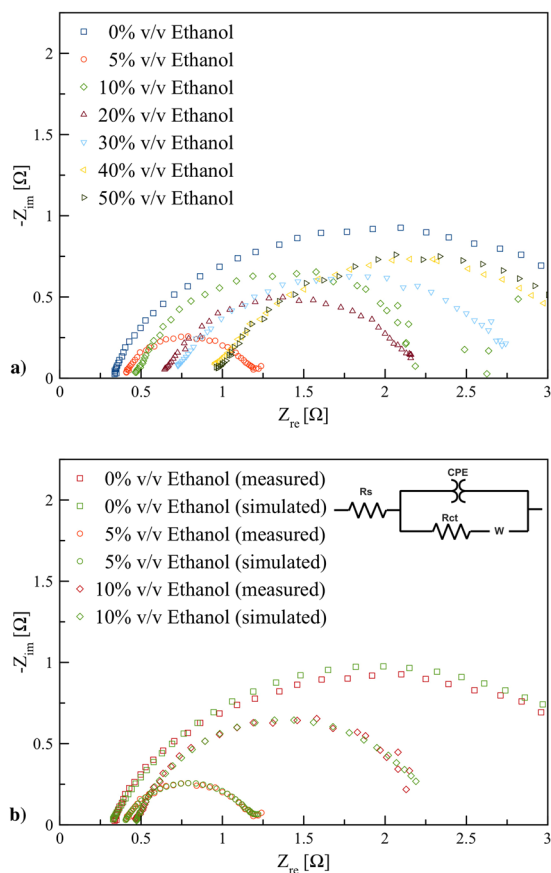 2
1.5
1
0.5
0
-Z_im [Ω]
0% v/v Ethanol
5% v/v Ethanol
10% v/v Ethanol
20% v/v Ethanol
30% v/v Ethanol
40% v/v Ethanol
50% v/v Ethanol
a)
0 0.5 1 1.5 2 2.5 3
Z_re [Ω]
2
1.5
1
0.5
0
-Z_im [Ω]
0% v/v Ethanol (measured)
0% v/v Ethanol (simulated)
5% v/v Ethanol (measured)
5% v/v Ethanol (simulated)
10% v/v Ethanol (measured)
10% v/v Ethanol (simulated)
CPE
Rs
Rct
W
b)
0 0.5 1 1.5 2 2.5 3
Z_re [Ω]